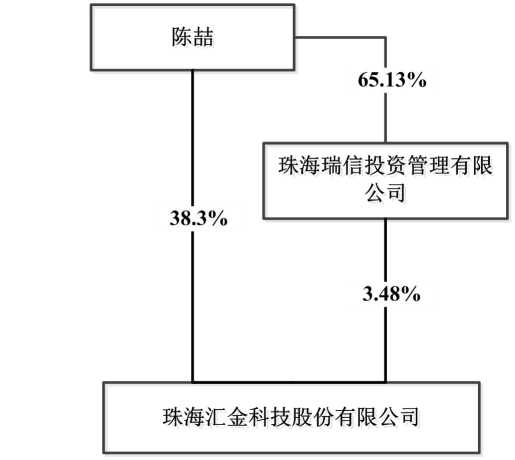 陈喆
65.13%
珠海瑞信投资管理有限
公司
38.3%
3.48%
珠海汇金科技股份有限公司